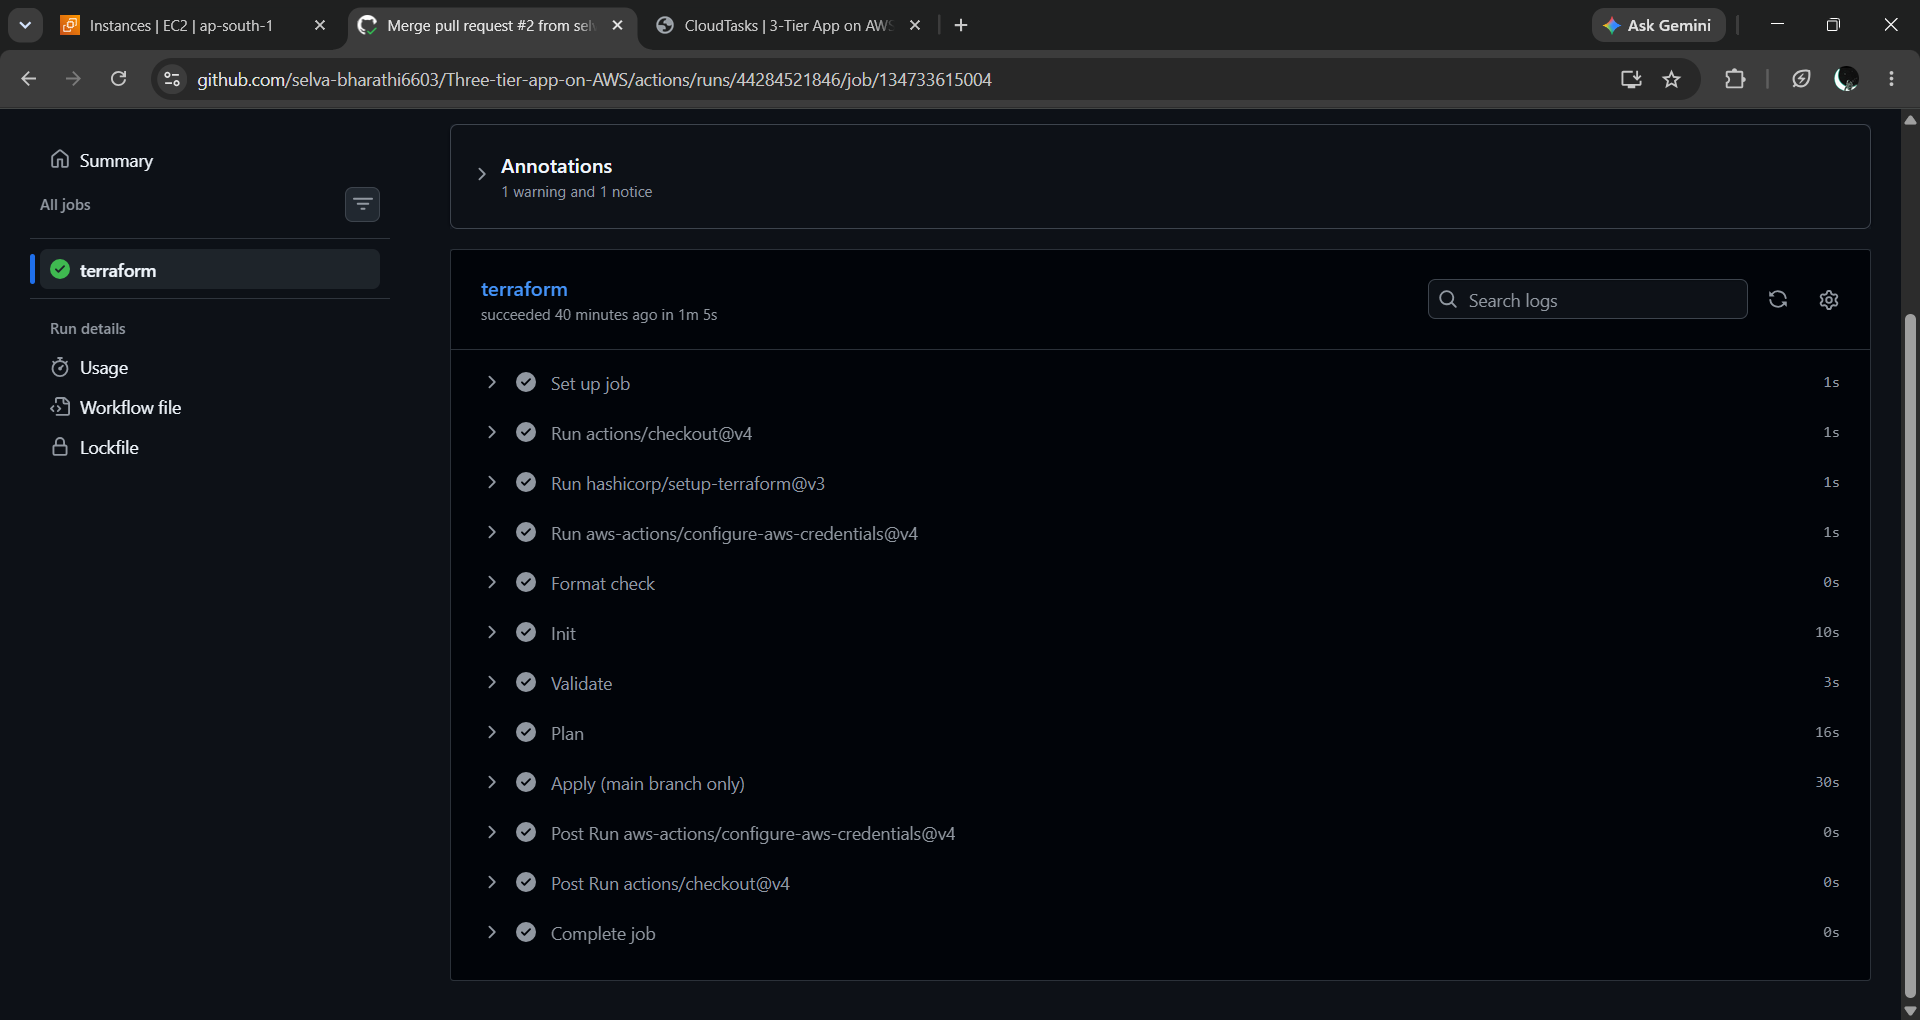 Instances | EC2 | ap-south-1
Merge pull request #2 from sel
CloudTasks | 3-Tier App on AWS
Ask Gemini
github.com/selva-bharathi6603/Three-tier-app-on-AWS/actions/runs/44284521846/job/134733615004
Summary
All jobs
terraform
Run details
Usage
Workflow file
Lockfile
Annotations
1 warning and 1 notice
terraform
succeeded 40 minutes ago in 1m 5s
Search logs
Set up job 1s
Run actions/checkout@v4 1s
Run hashicorp/setup-terraform@v3 1s
Run aws-actions/configure-aws-credentials@v4 1s
Format check 0s
Init 10s
Validate 3s
Plan 16s
Apply (main branch only) 30s
Post Run aws-actions/configure-aws-credentials@v4 0s
Post Run actions/checkout@v4 0s
Complete job 0s